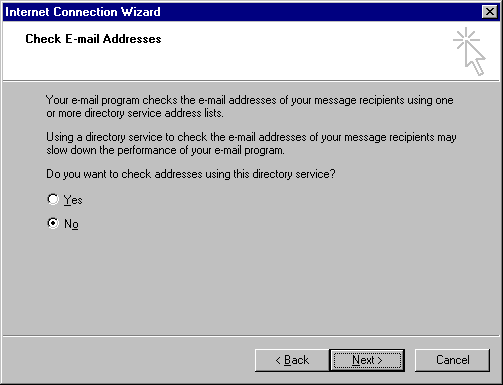 Internet Connection Wizard
Check E-mail Addresses
Your e-mail program checks the e-mail addresses of your message recipients using one
or more directory service address lists.
Using a directory service to check the e-mail addresses of your message recipients may
slow down the performance of your e-mail program.
Do you want to check addresses using this directory service?
Yes
No
< Back
Next >
Cancel